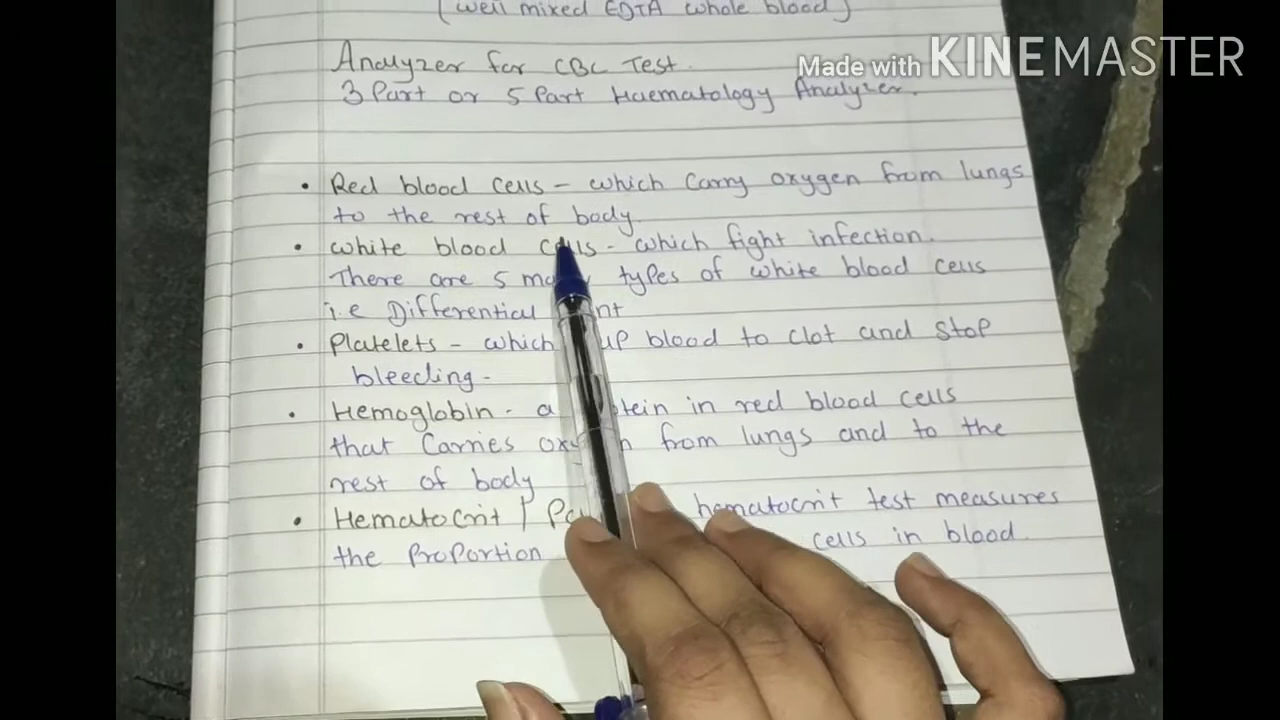 (well mixed EDTA whole blood)
Analyzer for CBC Test.
3 Part or 5 Part Haematology Analyzer.
Made with KINEMASTER
• Red blood cells - which carry oxygen from lungs
to the rest of body
• White blood cells - which fight infection.
There are 5 types of white blood cells
i.e Differential
• Platelets - which up blood to clot and stop
bleeding -
• Hemoglobin - a in red blood cells
that carries from lungs and to the
rest of body
• Hematocrit | hematocrit test measures
the Proportion cells in blood.